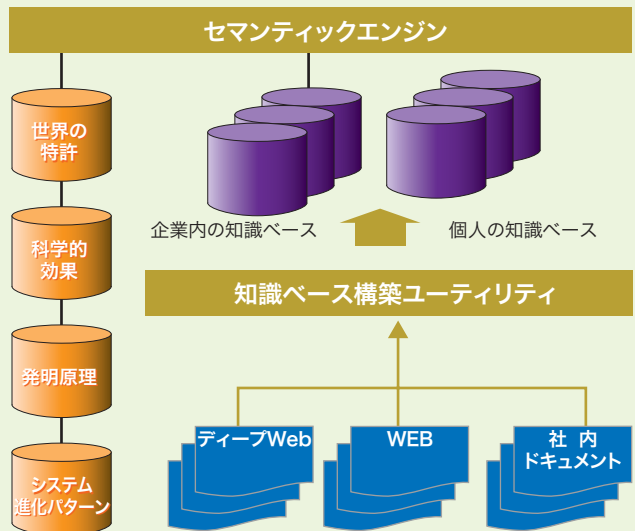 セマンティックエンジン
世界の
特許
科学的
効果
発明原理
システム
進化パターン
企業内の知識ベース
個人の知識ベース
知識ベース構築ユーティリティ
ディープWeb
WEB
社 内
ドキュメント